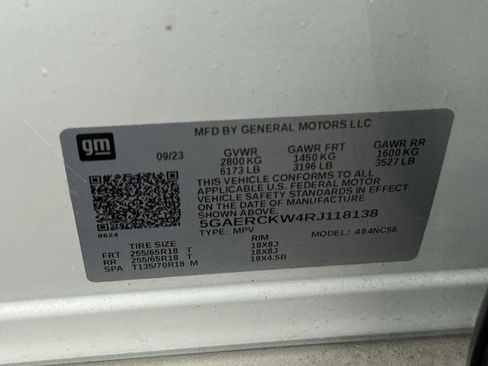 MFD BY GENERAL MOTORS LLC
gm
09/23
GVWR GAWR FRT GAWR RR
2800 KG 1450 KG 1600 KG
6173 LB 3196 LB 3527 LB
THIS VEHICLE CONFORMS TO ALL
APPLICABLE U.S. FEDERAL MOTOR
VEHICLE SAFETY STANDARDS IN EFFECT
ON THE DATE OF MANUFACTURE SHOWN ABOVE.
5GAERCKW4RJ118138
TYPE: MPV MODEL: 484NC56
8624
TIRE SIZE RIM
FRT 255/65R18 T 18X8J
RR 255/65R18 T 18X8J
SPA T135/70R18 M 18X4.5B